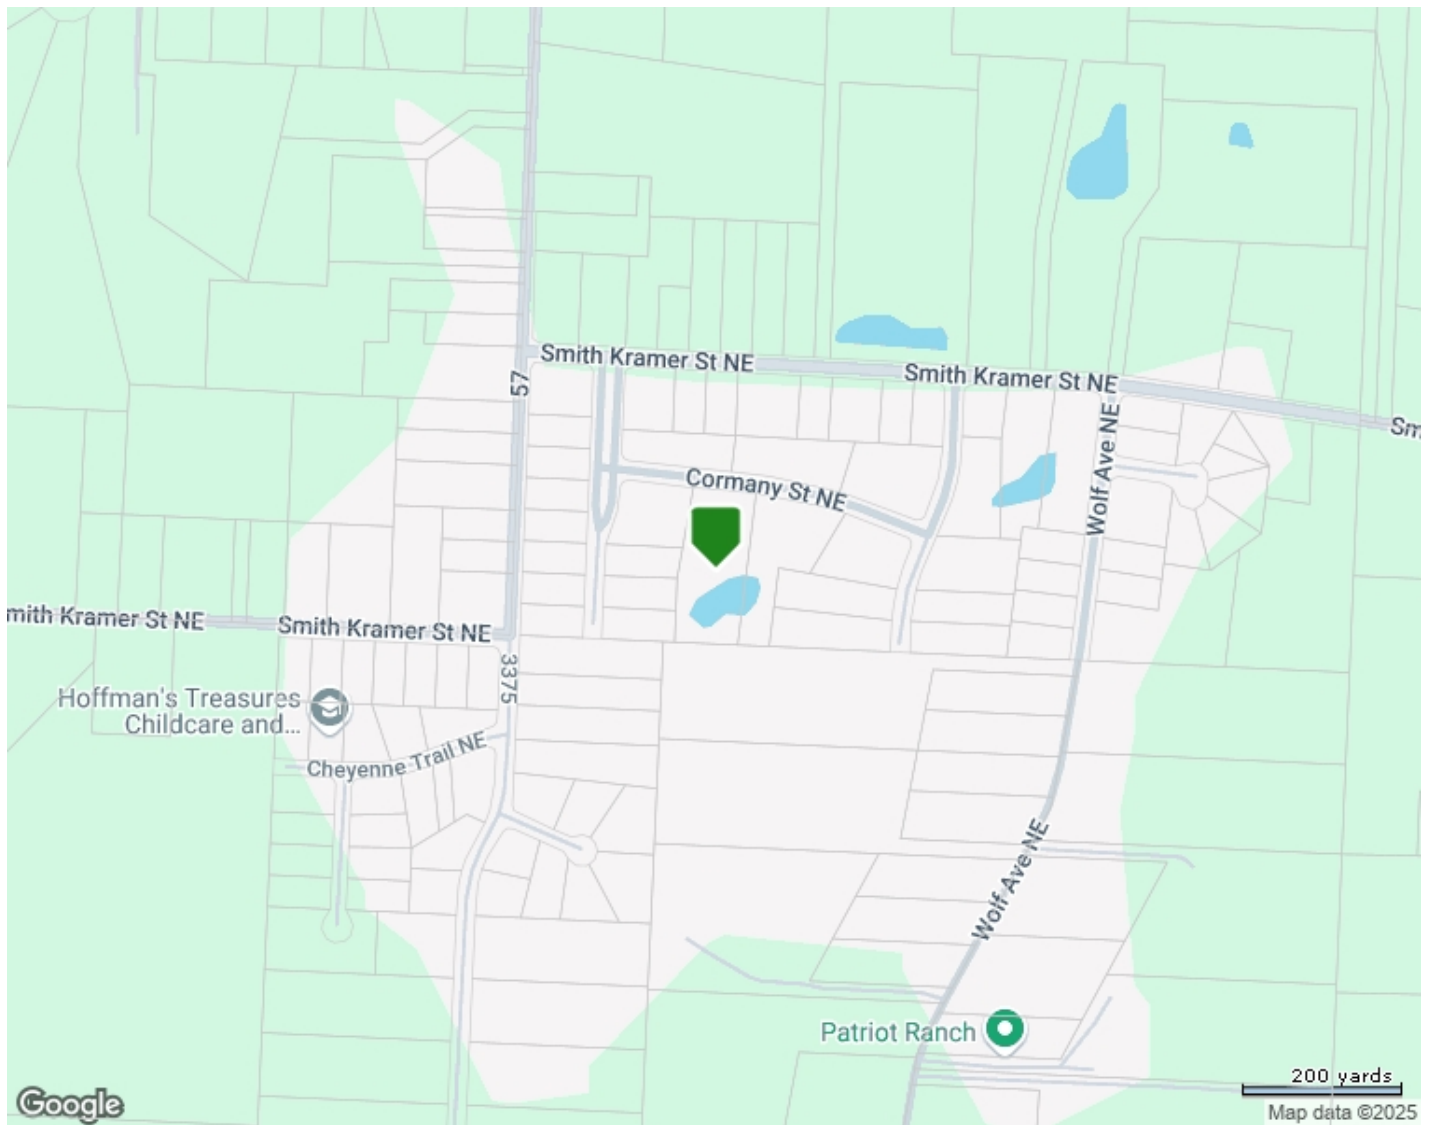 Smith Kramer St NE
Smith Kramer St NE
57
Sm
Wolf Ave NE
Cormany St NE
mith Kramer St NE
Smith Kramer St NE
3375
Hoffman's Treasures
Childcare and...
Cheyenne Trail NE
Wolf Ave NE
Patriot Ranch
200 yards
Google
Map data ©2025